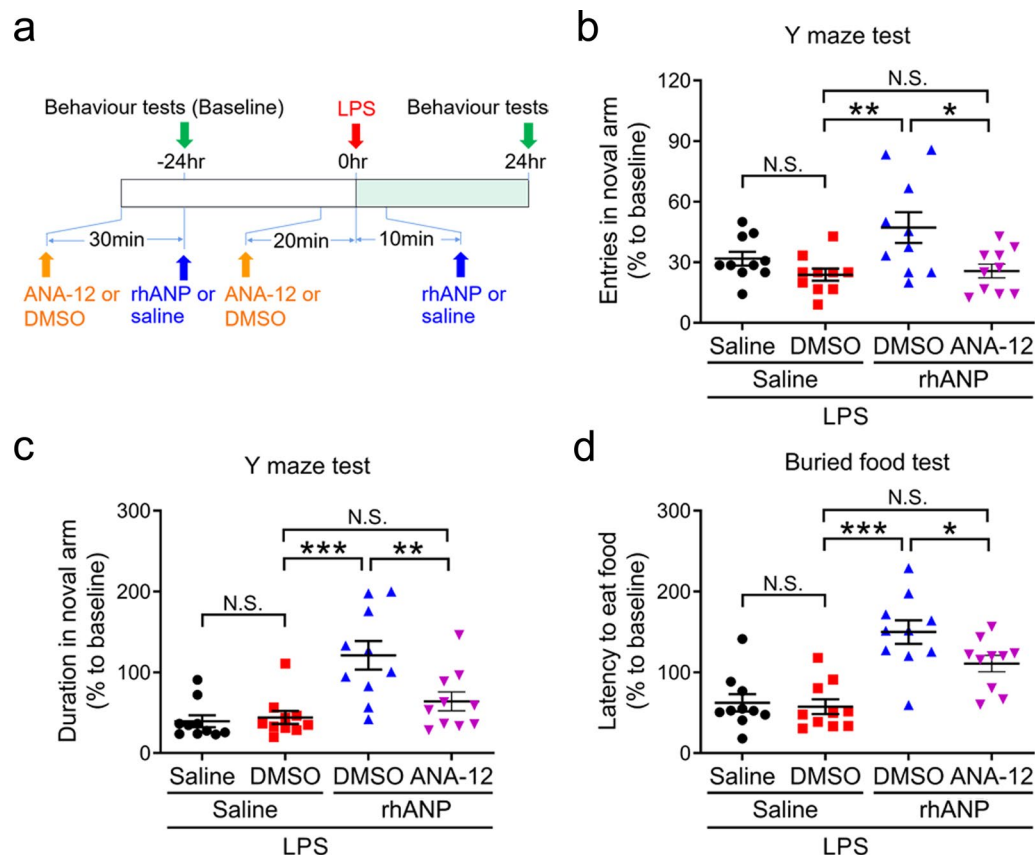 a
Behaviour tests (Baseline)
LPS
Behaviour tests
-24hr
0hr
24hr
30min
20min
10min
ANA-12 or
DMSO
rhANP or
saline
ANA-12 or
DMSO
rhANP or
saline
b
Y maze test
Entries in noval arm
(% to baseline)
120
90
60
30
0
N.S.
**
*
N.S.
Saline DMSO DMSO ANA-12
Saline rhANP
LPS
c
Y maze test
Duration in noval arm
(% to baseline)
300
200
100
0
N.S.
***
**
N.S.
Saline DMSO DMSO ANA-12
Saline rhANP
LPS
d
Buried food test
Latency to eat food
(% to baseline)
300
200
100
0
N.S.
***
*
N.S.
Saline DMSO DMSO ANA-12
Saline rhANP
LPS